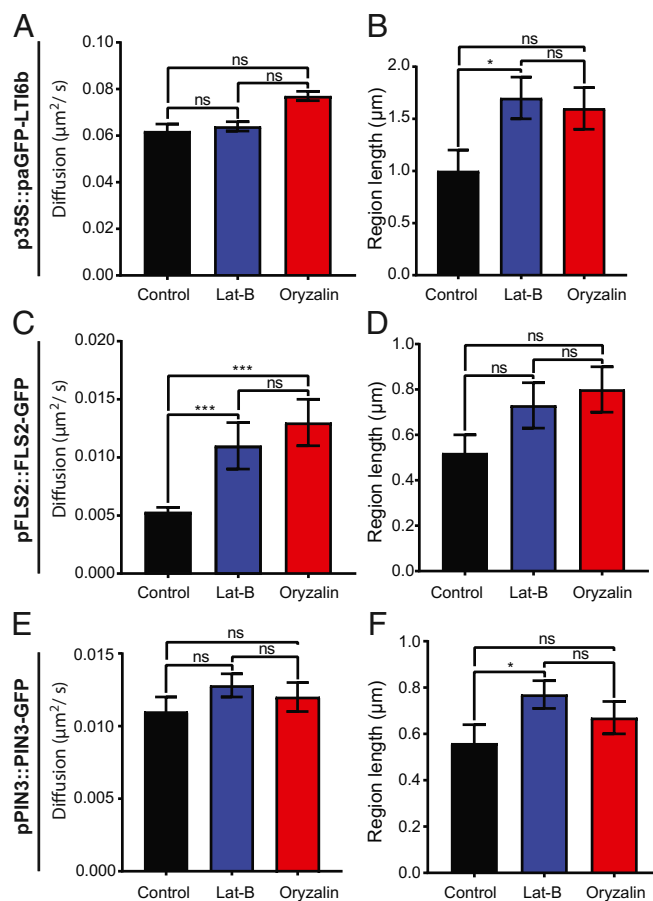 A
p35S::paGFP-LTI6b
Diffusion (µm²/ s)
0.10
0.08
0.06
0.04
0.02
0.00
ns
ns
ns
Control Lat-B Oryzalin
B
Region length (µm)
2.0
1.5
1.0
0.5
0.0
ns
* ns
Control Lat-B Oryzalin
C
pFLS2::FLS2-GFP
Diffusion (µm²/ s)
0.020
0.015
0.010
0.005
0.000
***
*** ns
Control Lat-B Oryzalin
D
Region length (µm)
1.0
0.8
0.6
0.4
0.2
0.0
ns
ns ns
Control Lat-B Oryzalin
E
pPIN3::PIN3-GFP
Diffusion (µm²/ s)
0.015
0.010
0.005
0.000
ns
ns ns
Control Lat-B Oryzalin
F
Region length (µm)
1.0
0.8
0.6
0.4
0.2
0.0
ns
* ns
Control Lat-B Oryzalin